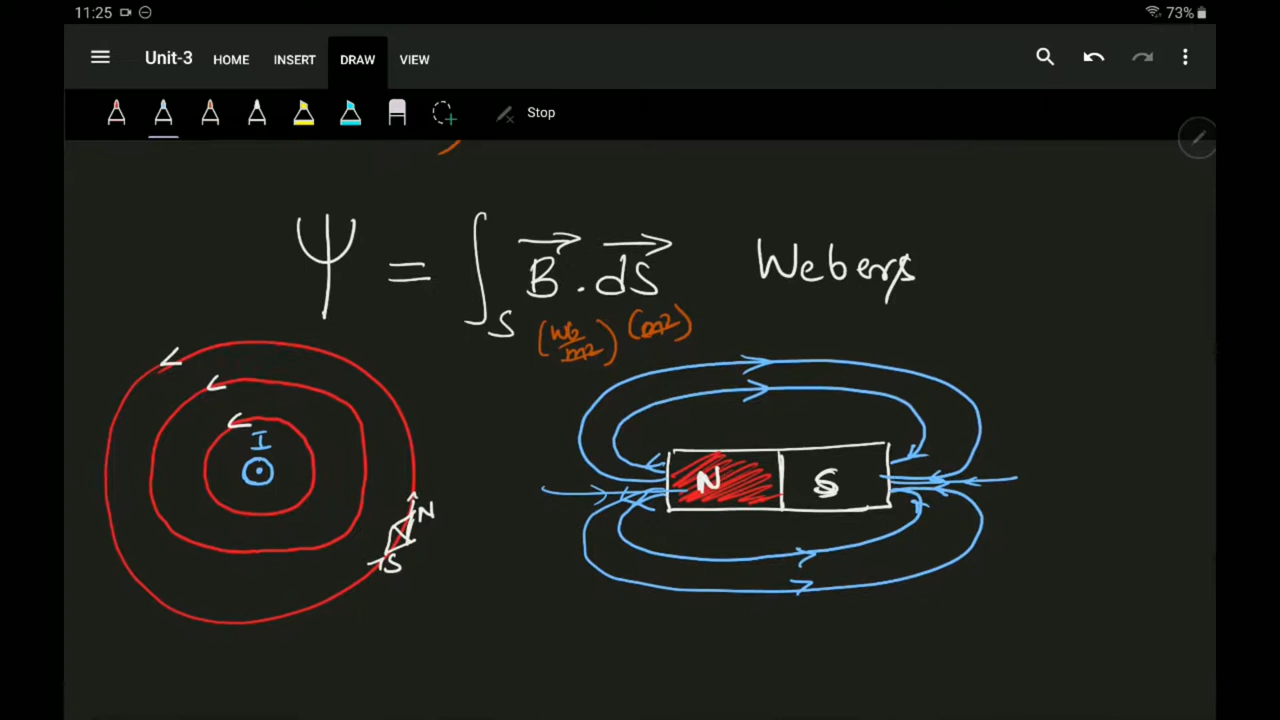 11:25 73%
Unit-3 HOME INSERT DRAW VIEW
Stop
Ψ = ∫S B⃗ . dS⃗ Webers
(wb/m2) (m2)
I
N S
N
S